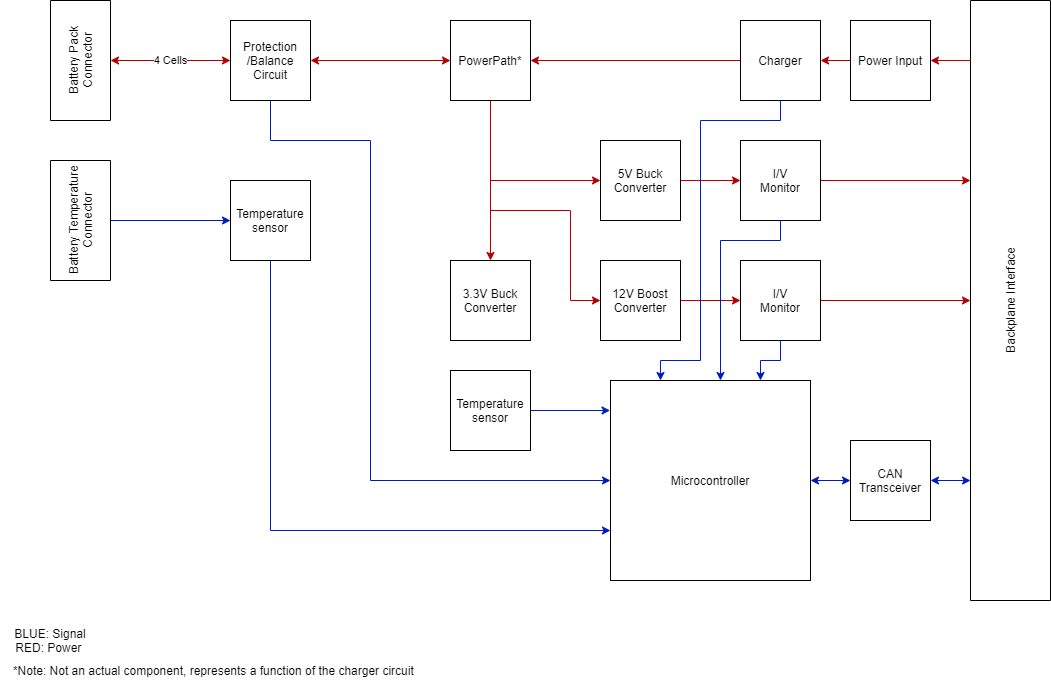 Battery Pack
Connector
4 Cells
Protection
/Balance
Circuit
PowerPath*
Charger
Power Input
Battery Temperature
Connector
Temperature
sensor
5V Buck
Converter
I/V
Monitor
3.3V Buck
Converter
12V Boost
Converter
I/V
Monitor
Backplane Interface
Temperature
sensor
Microcontroller
CAN
Transceiver
BLUE: Signal
RED: Power
*Note: Not an actual component, represents a function of the charger circuit